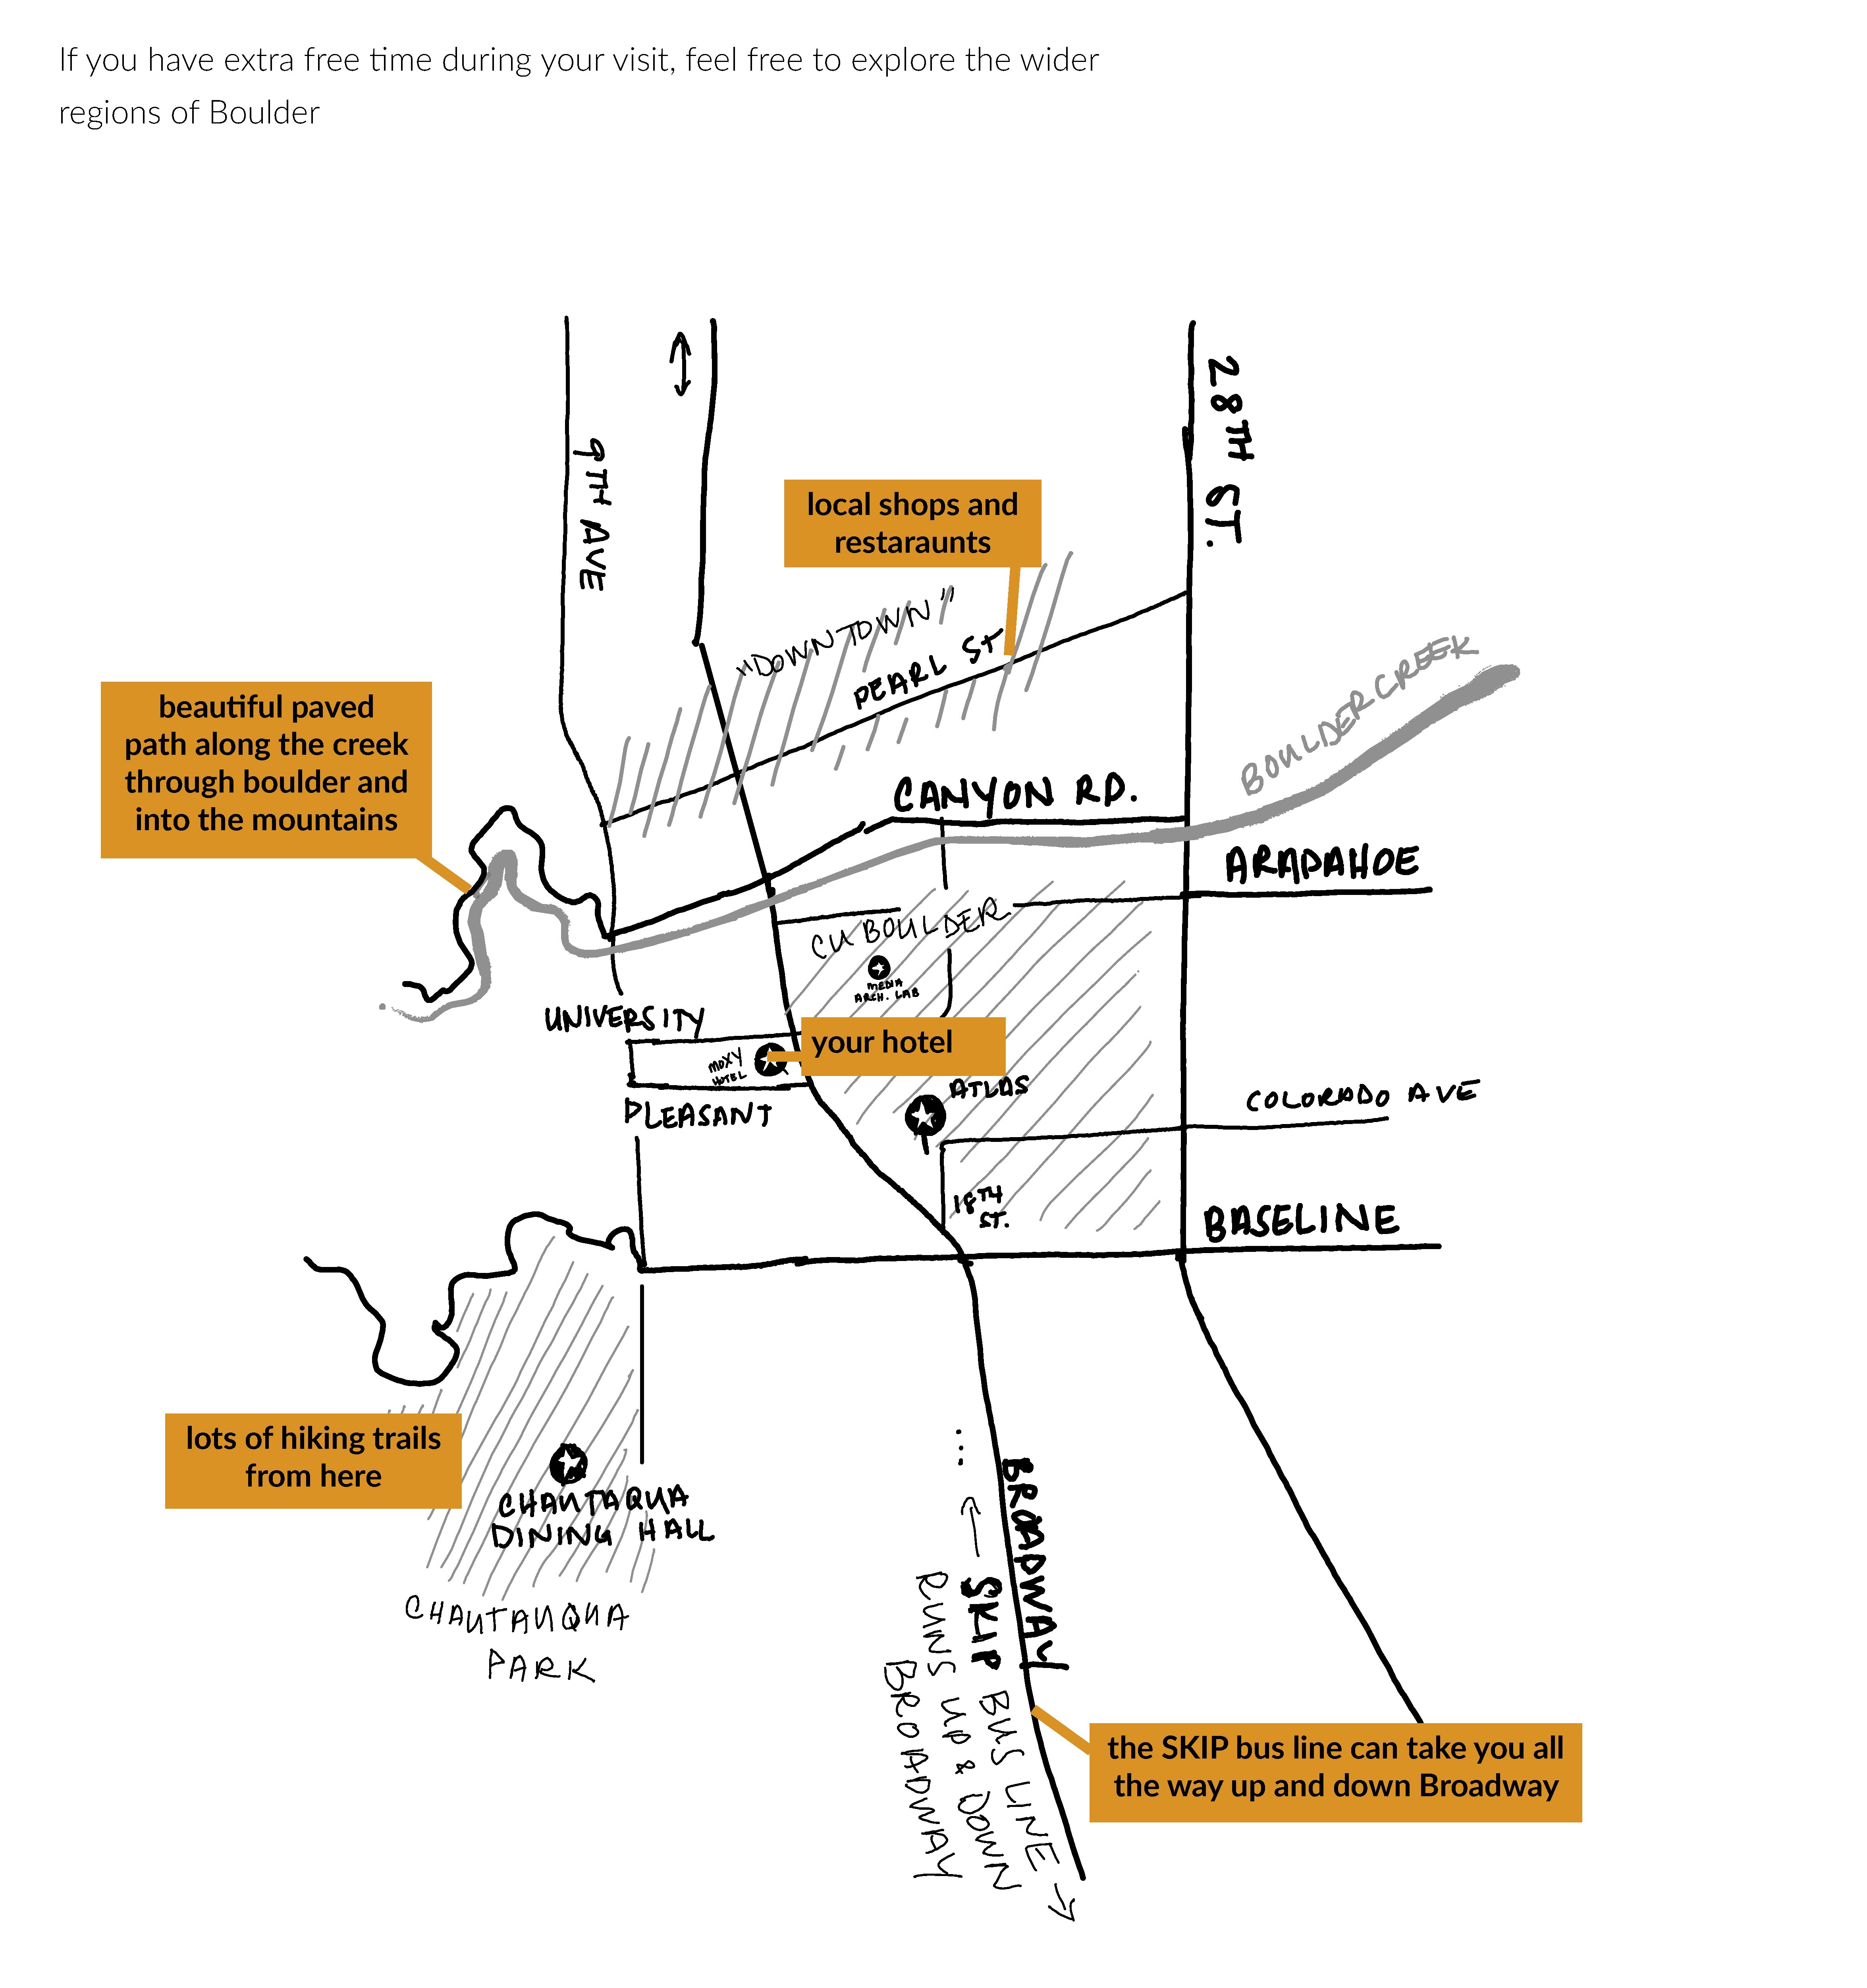 If you have extra free time during your visit, feel free to explore the wider
regions of Boulder
9TH AVE
28TH ST.
local shops and
restaraunts
"DOWNTOWN"
PEARL ST
BOULDER CREEK
beautiful paved
path along the creek
through boulder and
into the mountains
CANYON RD.
ARAPAHOE
CU BOULDER
MEDIA
ARCH. LAB
UNIVERSITY
your hotel
MOXY
HOTEL
ATLAS
PLEASANT
COLORADO AVE
18TH
ST.
BASELINE
lots of hiking trails
from here
CHAUTAQUA
DINING HALL
CHAUTAUQUA
PARK
BROADWAY
... ← SKIP BUS LINE →
RUNS UP & DOWN
BROADWAY
the SKIP bus line can take you all
the way up and down Broadway